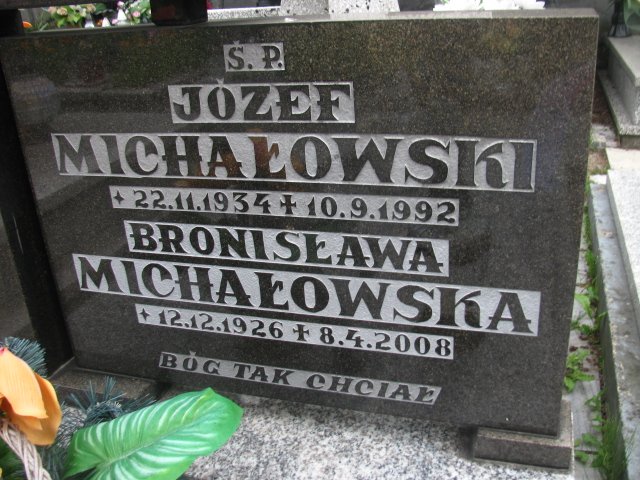 Ś. P.
JÓZEF
MICHAŁOWSKI
✦ 22.11.1934 ✝ 10.9.1992
BRONISŁAWA
MICHAŁOWSKA
✦ 12.12.1926 ✝ 8.4.2008
BÓG TAK CHCIAŁ